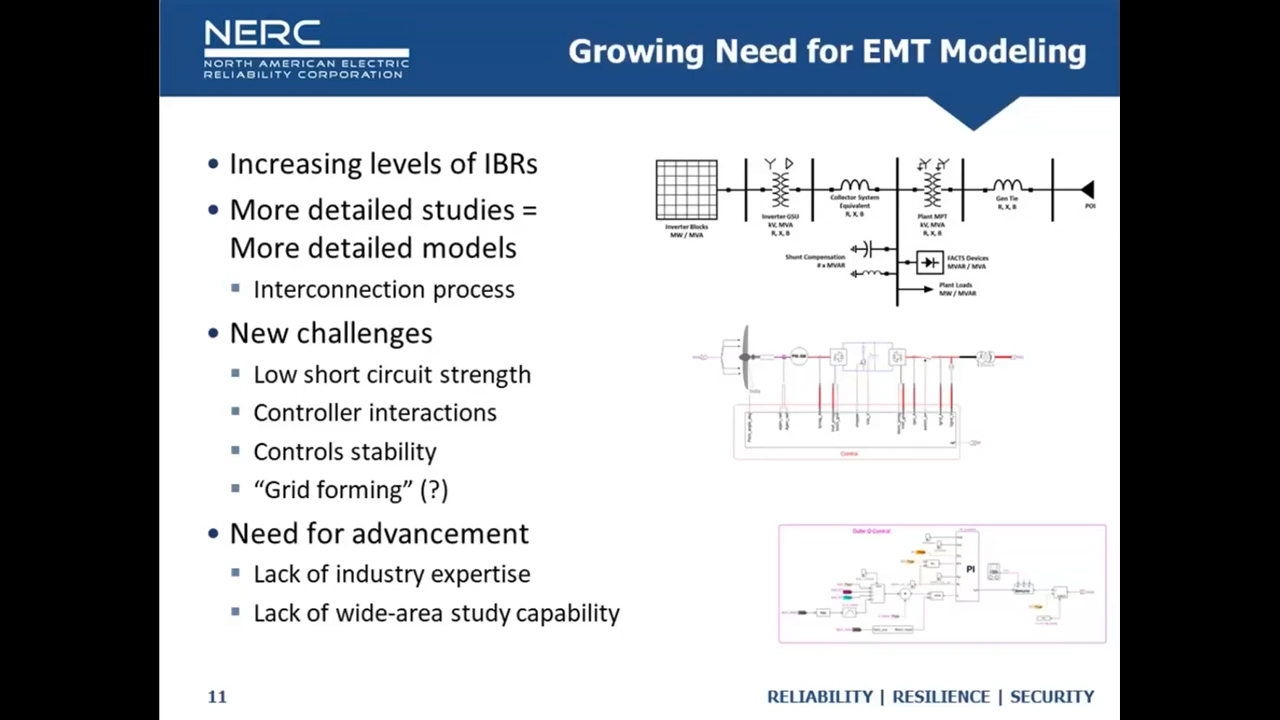 NERC
NORTH AMERICAN ELECTRIC
RELIABILITY CORPORATION
Growing Need for EMT Modeling
• Increasing levels of IBRs
• More detailed studies =
More detailed models
▪ Interconnection process
• New challenges
▪ Low short circuit strength
▪ Controller interactions
▪ Controls stability
▪ “Grid forming” (?)
• Need for advancement
▪ Lack of industry expertise
▪ Lack of wide-area study capability
Inverter Blocks
MW / MVA
Inverter GSU
kV, MVA
R, X, B
Collector System
Equivalent
R, X, B
Plant MPT
kV, MVA
R, X, B
Gen Tie
R, X, B
POI
Shunt Compensation
# x MVAR
FACTS Devices
MVAR / MVA
Plant Loads
MW / MVAR
Control
Outer Q Control
PI
11
RELIABILITY | RESILIENCE | SECURITY